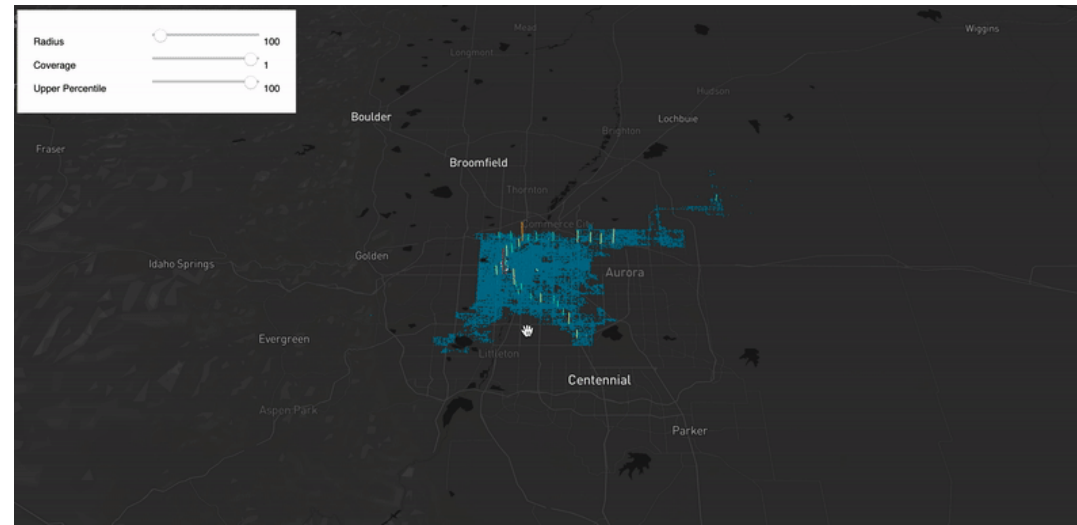 Radius 100
Coverage 1
Upper Percentile 100
Mead
Wiggins
Longmont
Hudson
Boulder
Lochbuie
Brighton
Fraser
Broomfield
Thornton
Commerce City
Golden
Idaho Springs
Aurora
Evergreen
Littleton
Centennial
Aspen Park
Parker